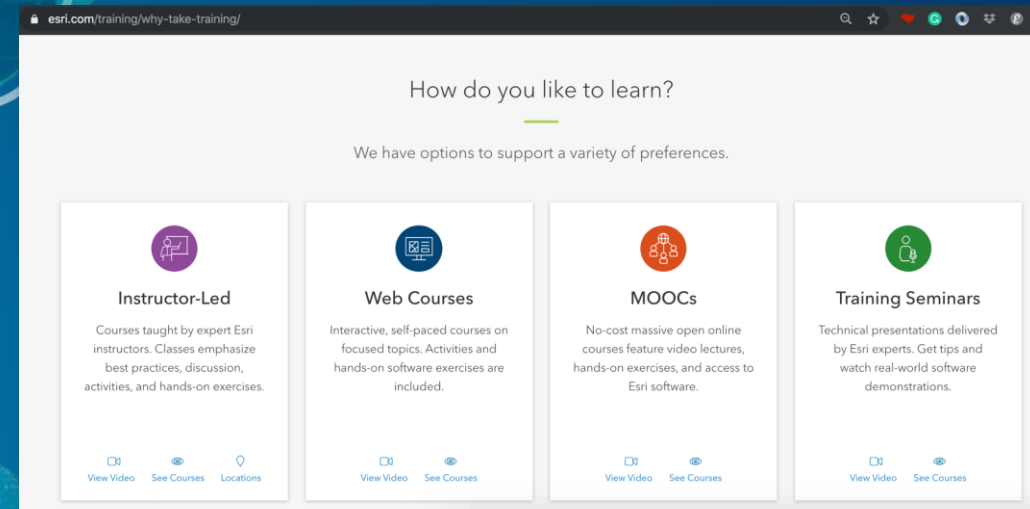 esri.com/training/why-take-training/
How do you like to learn?
We have options to support a variety of preferences.
Instructor-Led
Courses taught by expert Esri
instructors. Classes emphasize
best practices, discussion,
activities, and hands-on exercises.
View Video See Courses Locations
Web Courses
Interactive, self-paced courses on
focused topics. Activities and
hands-on software exercises are
included.
View Video See Courses
MOOCs
No-cost massive open online
courses feature video lectures,
hands-on exercises, and access to
Esri software.
View Video See Courses
Training Seminars
Technical presentations delivered
by Esri experts. Get tips and
watch real-world software
demonstrations.
View Video See Courses